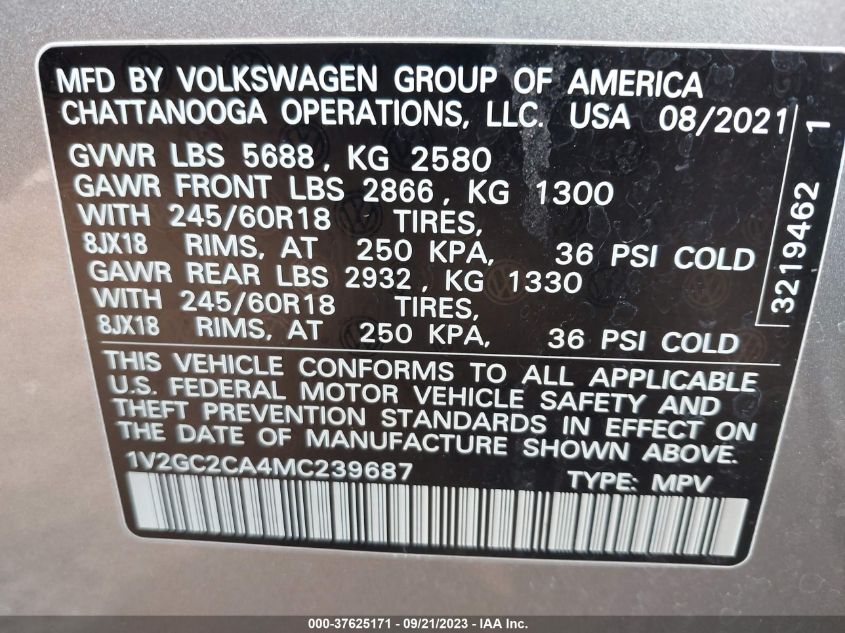 MFD BY VOLKSWAGEN GROUP OF AMERICA
CHATTANOOGA OPERATIONS, LLC. USA 08/2021
GVWR LBS 5688, KG 2580
GAWR FRONT LBS 2866, KG 1300
WITH 245/60R18 TIRES,
8JX18 RIMS, AT 250 KPA, 36 PSI COLD
GAWR REAR LBS 2932, KG 1330
WITH 245/60R18 TIRES,
8JX18 RIMS, AT 250 KPA, 36 PSI COLD
THIS VEHICLE CONFORMS TO ALL APPLICABLE
U.S. FEDERAL MOTOR VEHICLE SAFETY AND
THEFT PREVENTION STANDARDS IN EFFECT ON
THE DATE OF MANUFACTURE SHOWN ABOVE.
1V2GC2CA4MC239687 TYPE: MPV
3219462 1
000-37625171 - 09/21/2023 - IAA Inc.